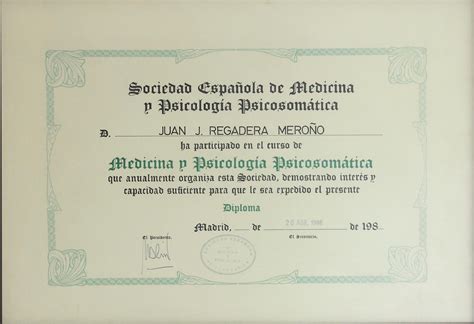 Sociedad Española de Medicina
y Psicología Psicosomática
D. JUAN J. REGADERA MEROÑO
ha participado en el curso de
Medicina y Psicología Psicosomática
que anualmente organiza esta Sociedad, demostrando interés y
capacidad suficiente para que le sea expedido el presente
Diploma
Madrid, de de 198
El Presidente, El Secretario,